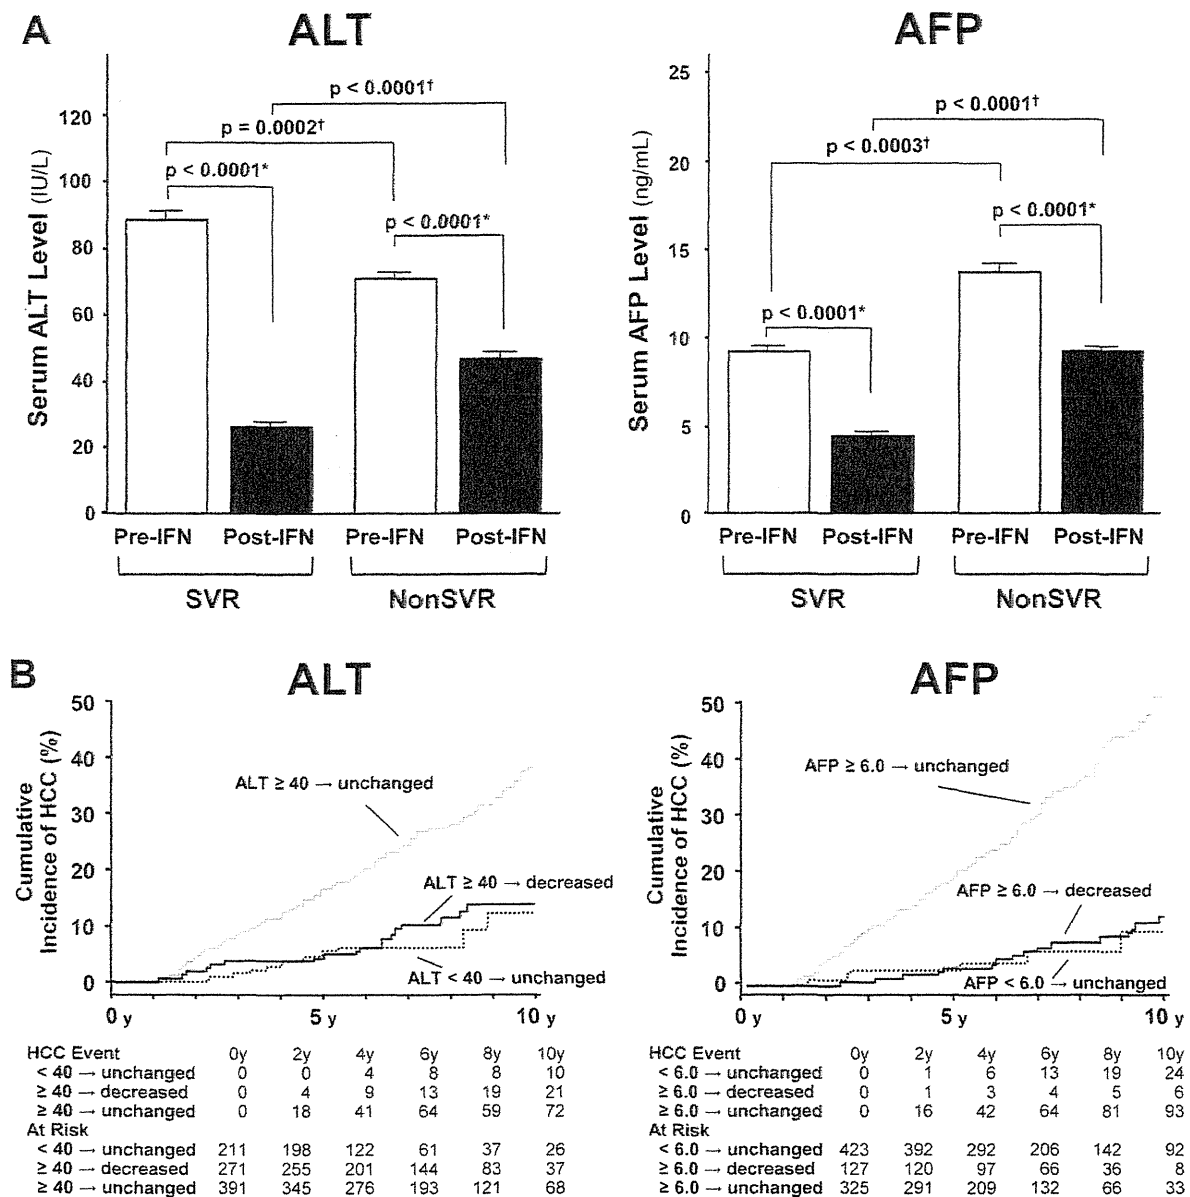 A
ALT
AFP
Serum ALT Level (IU/L)
120
100
80
60
40
20
0
p < 0.0001†
p = 0.0002†
p < 0.0001*
p < 0.0001*
Pre-IFN Post-IFN Pre-IFN Post-IFN
SVR NonSVR
Serum AFP Level (ng/mL)
25
20
15
10
5
0
p < 0.0001†
p < 0.0003†
p < 0.0001*
p < 0.0001*
Pre-IFN Post-IFN Pre-IFN Post-IFN
SVR NonSVR
B
ALT
Cumulative
Incidence of HCC (%)
50
40
30
20
10
0
ALT ≥ 40 → unchanged
ALT ≥ 40 → decreased
ALT < 40 → unchanged
0 y 5 y 10 y
HCC Event 0y 2y 4y 6y 8y 10y
< 40 → unchanged 0 0 4 8 8 10
≥ 40 → decreased 0 4 9 13 19 21
≥ 40 → unchanged 0 18 41 64 59 72
At Risk
< 40 → unchanged 211 198 122 61 37 26
≥ 40 → decreased 271 255 201 144 83 37
≥ 40 → unchanged 391 345 276 193 121 68
AFP
Cumulative
Incidence of HCC (%)
50
40
30
20
10
0
AFP ≥ 6.0 → unchanged
AFP ≥ 6.0 → decreased
AFP < 6.0 → unchanged
0 y 5 y 10 y
HCC Event 0y 2y 4y 6y 8y 10y
< 6.0 → unchanged 0 1 6 13 19 24
≥ 6.0 → decreased 0 1 3 4 5 6
≥ 6.0 → unchanged 0 16 42 64 81 93
At Risk
< 6.0 → unchanged 423 392 292 206 142 92
≥ 6.0 → decreased 127 120 97 66 36 8
≥ 6.0 → unchanged 325 291 209 132 66 33